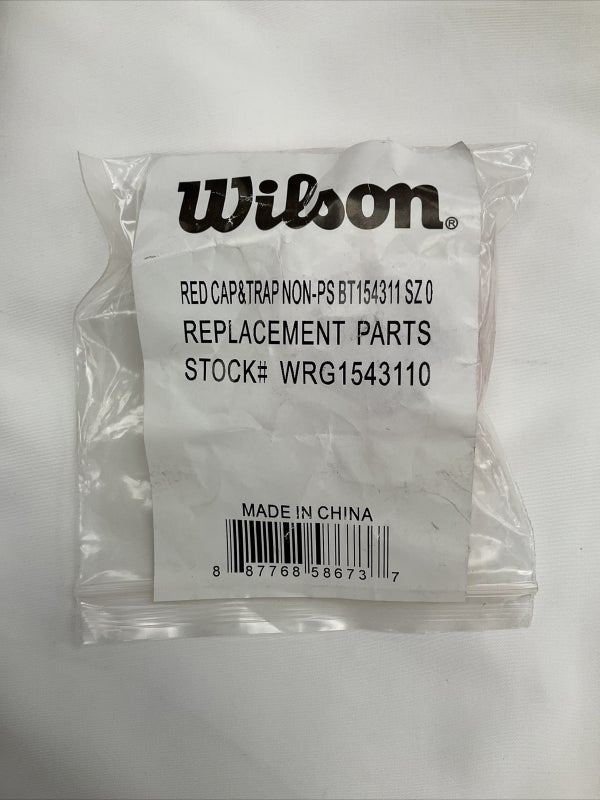 Wilson®
RED CAP&TRAP NON-PS BT154311 SZ 0
REPLACEMENT PARTS
STOCK# WRG1543110
MADE IN CHINA
8 87768 58673 7